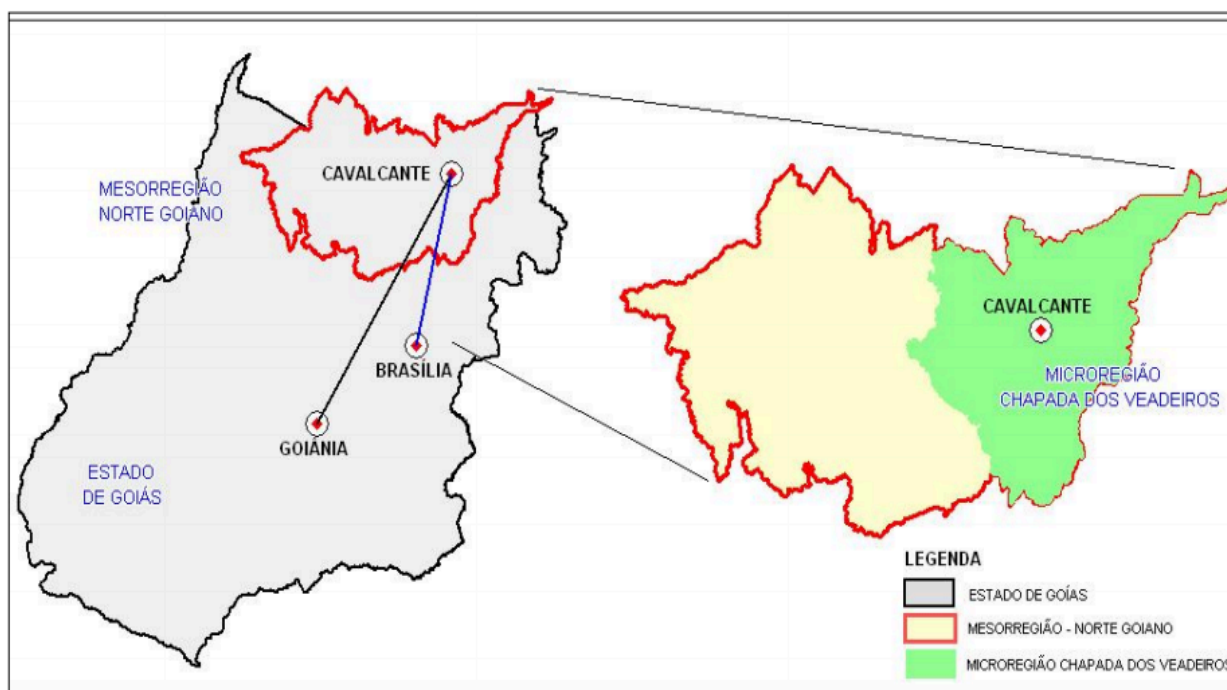 CAVALCANTE
MESORREGIÃO
NORTE GOIANO
BRASÍLIA
GOIÂNIA
ESTADO
DE GOIÁS
CAVALCANTE
MICROREGIÃO
CHAPADA DOS VEADEIROS
LEGENDA
ESTADO DE GOÍAS
MESORREGIÃO - NORTE GOIANO
MICROREGIÃO CHAPADA DOS VEADEIROS